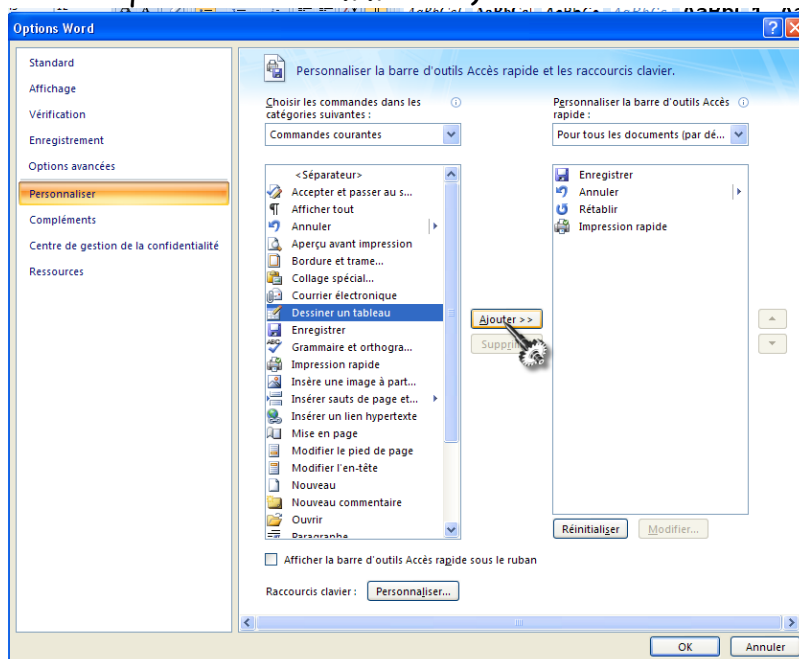 Options Word
Standard
Affichage
Vérification
Enregistrement
Options avancées
Personnaliser
Compléments
Centre de gestion de la confidentialité
Ressources
Personnaliser la barre d'outils Accès rapide et les raccourcis clavier.
Choisir les commandes dans les
catégories suivantes :
Commandes courantes
<Séparateur>
Accepter et passer au s...
Afficher tout
Annuler
Aperçu avant impression
Bordure et trame...
Collage spécial...
Courrier électronique
Dessiner un tableau
Enregistrer
Grammaire et orthogra...
Impression rapide
Insère une image à part...
Insérer sauts de page et...
Insérer un lien hypertexte
Mise en page
Modifier le pied de page
Modifier l'en-tête
Nouveau
Nouveau commentaire
Ouvrir
Paragraphe
Ajouter >>
Personnaliser la barre d'outils Accès
rapide :
Pour tous les documents (par dé...
Enregistrer
Annuler
Rétablir
Impression rapide
Réinitialiser
Modifier...
Afficher la barre d'outils Accès rapide sous le ruban
Raccourcis clavier :
Personnaliser...
OK
Annuler